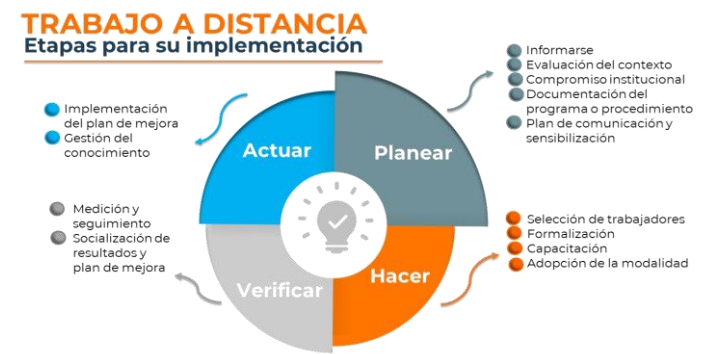 TRABAJO A DISTANCIA
Etapas para su implementación
Informarse
Evaluación del contexto
Compromiso institucional
Documentación del
programa o procedimiento
Plan de comunicación y
sensibilización
Implementación
del plan de mejora
Gestión del
conocimiento
Actuar
Planear
Medición y
seguimiento
Socialización de
resultados y
plan de mejora
Verificar
Hacer
Selección de trabajadores
Formalización
Capacitación
Adopción de la modalidad